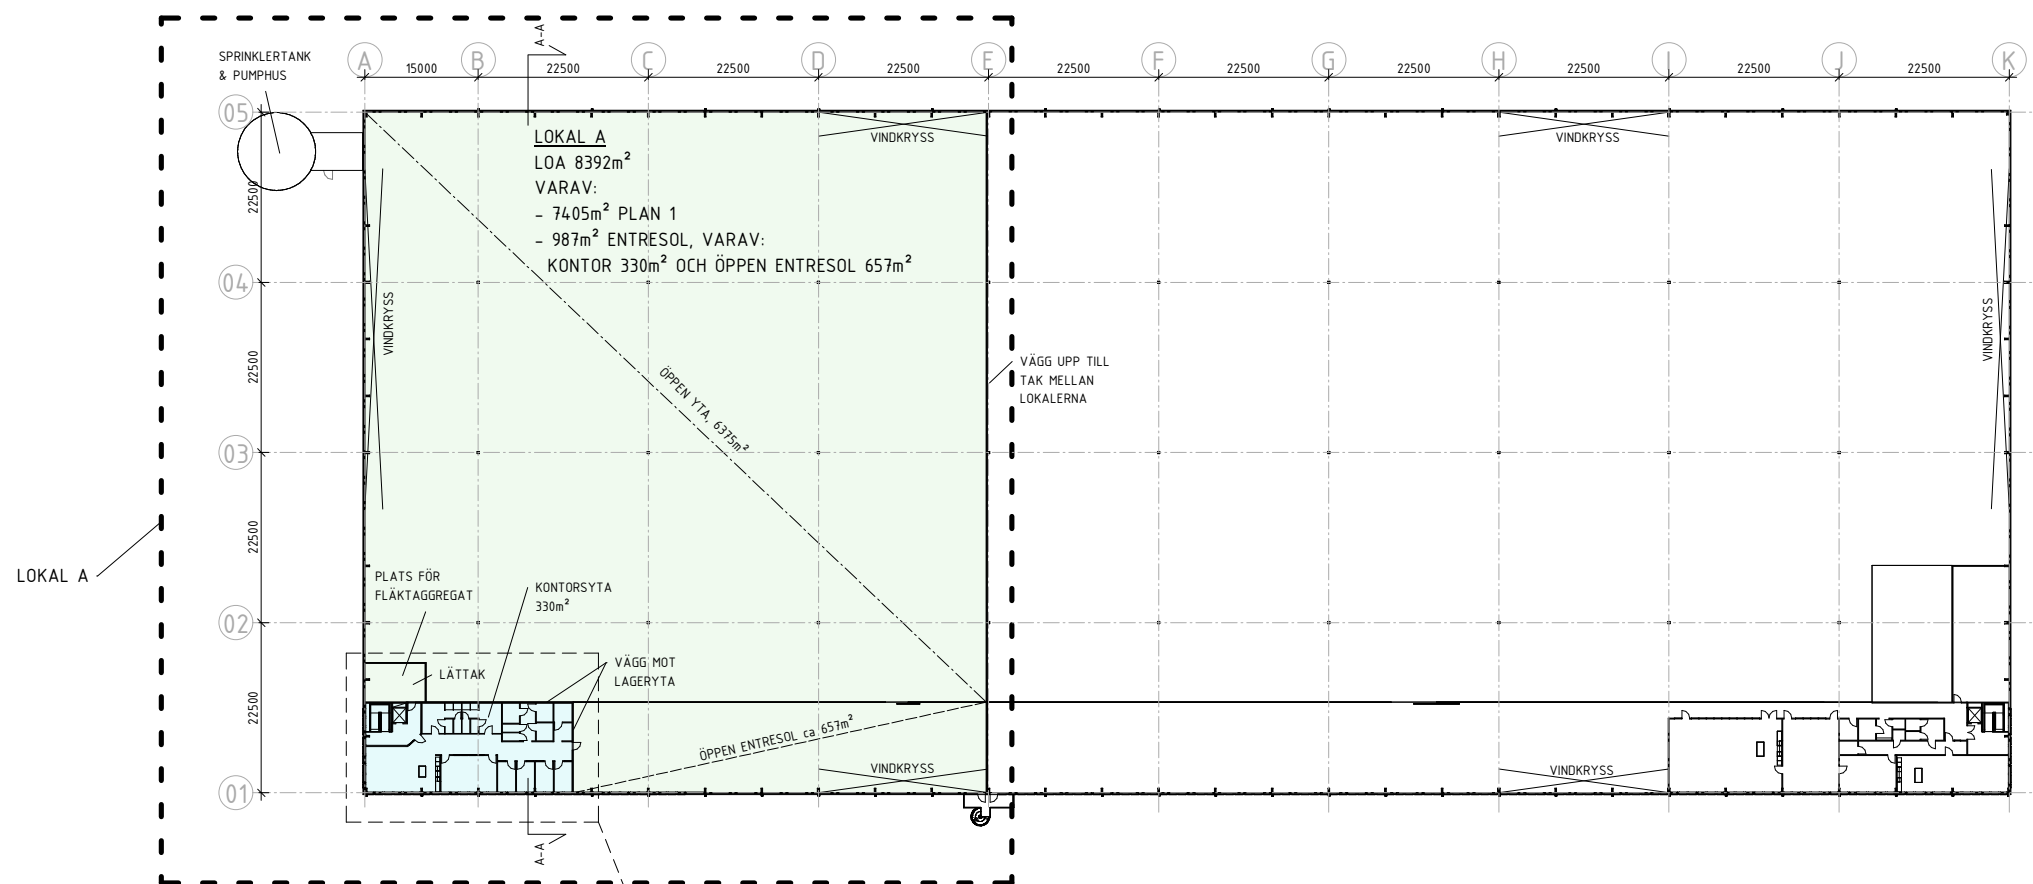 A-A
SPRINKLERTANK
& PUMPHUS
A
B
C
D
E
F
G
H
I
J
K
15000
22500
22500
22500
22500
22500
22500
22500
22500
22500
05
04
03
02
01
22500
22500
22500
22500
LOKAL A
LOA 8392m²
VARAV:
- 7405m² PLAN 1
- 987m² ENTRESOL, VARAV:
KONTOR 330m² OCH ÖPPEN ENTRESOL 657m²
VINDKRYSS
VINDKRYSS
VINDKRYSS
VINDKRYSS
ÖPPEN YTA, 6375m²
VÄGG UPP TILL
TAK MELLAN
LOKALERNA
LOKAL A
PLATS FÖR
FLÄKTAGGREGAT
KONTORSYTA
330m²
LÄTTAK
VÄGG MOT
LAGERYTA
ÖPPEN ENTRESOL ca 657m²
VINDKRYSS
VINDKRYSS
A-A